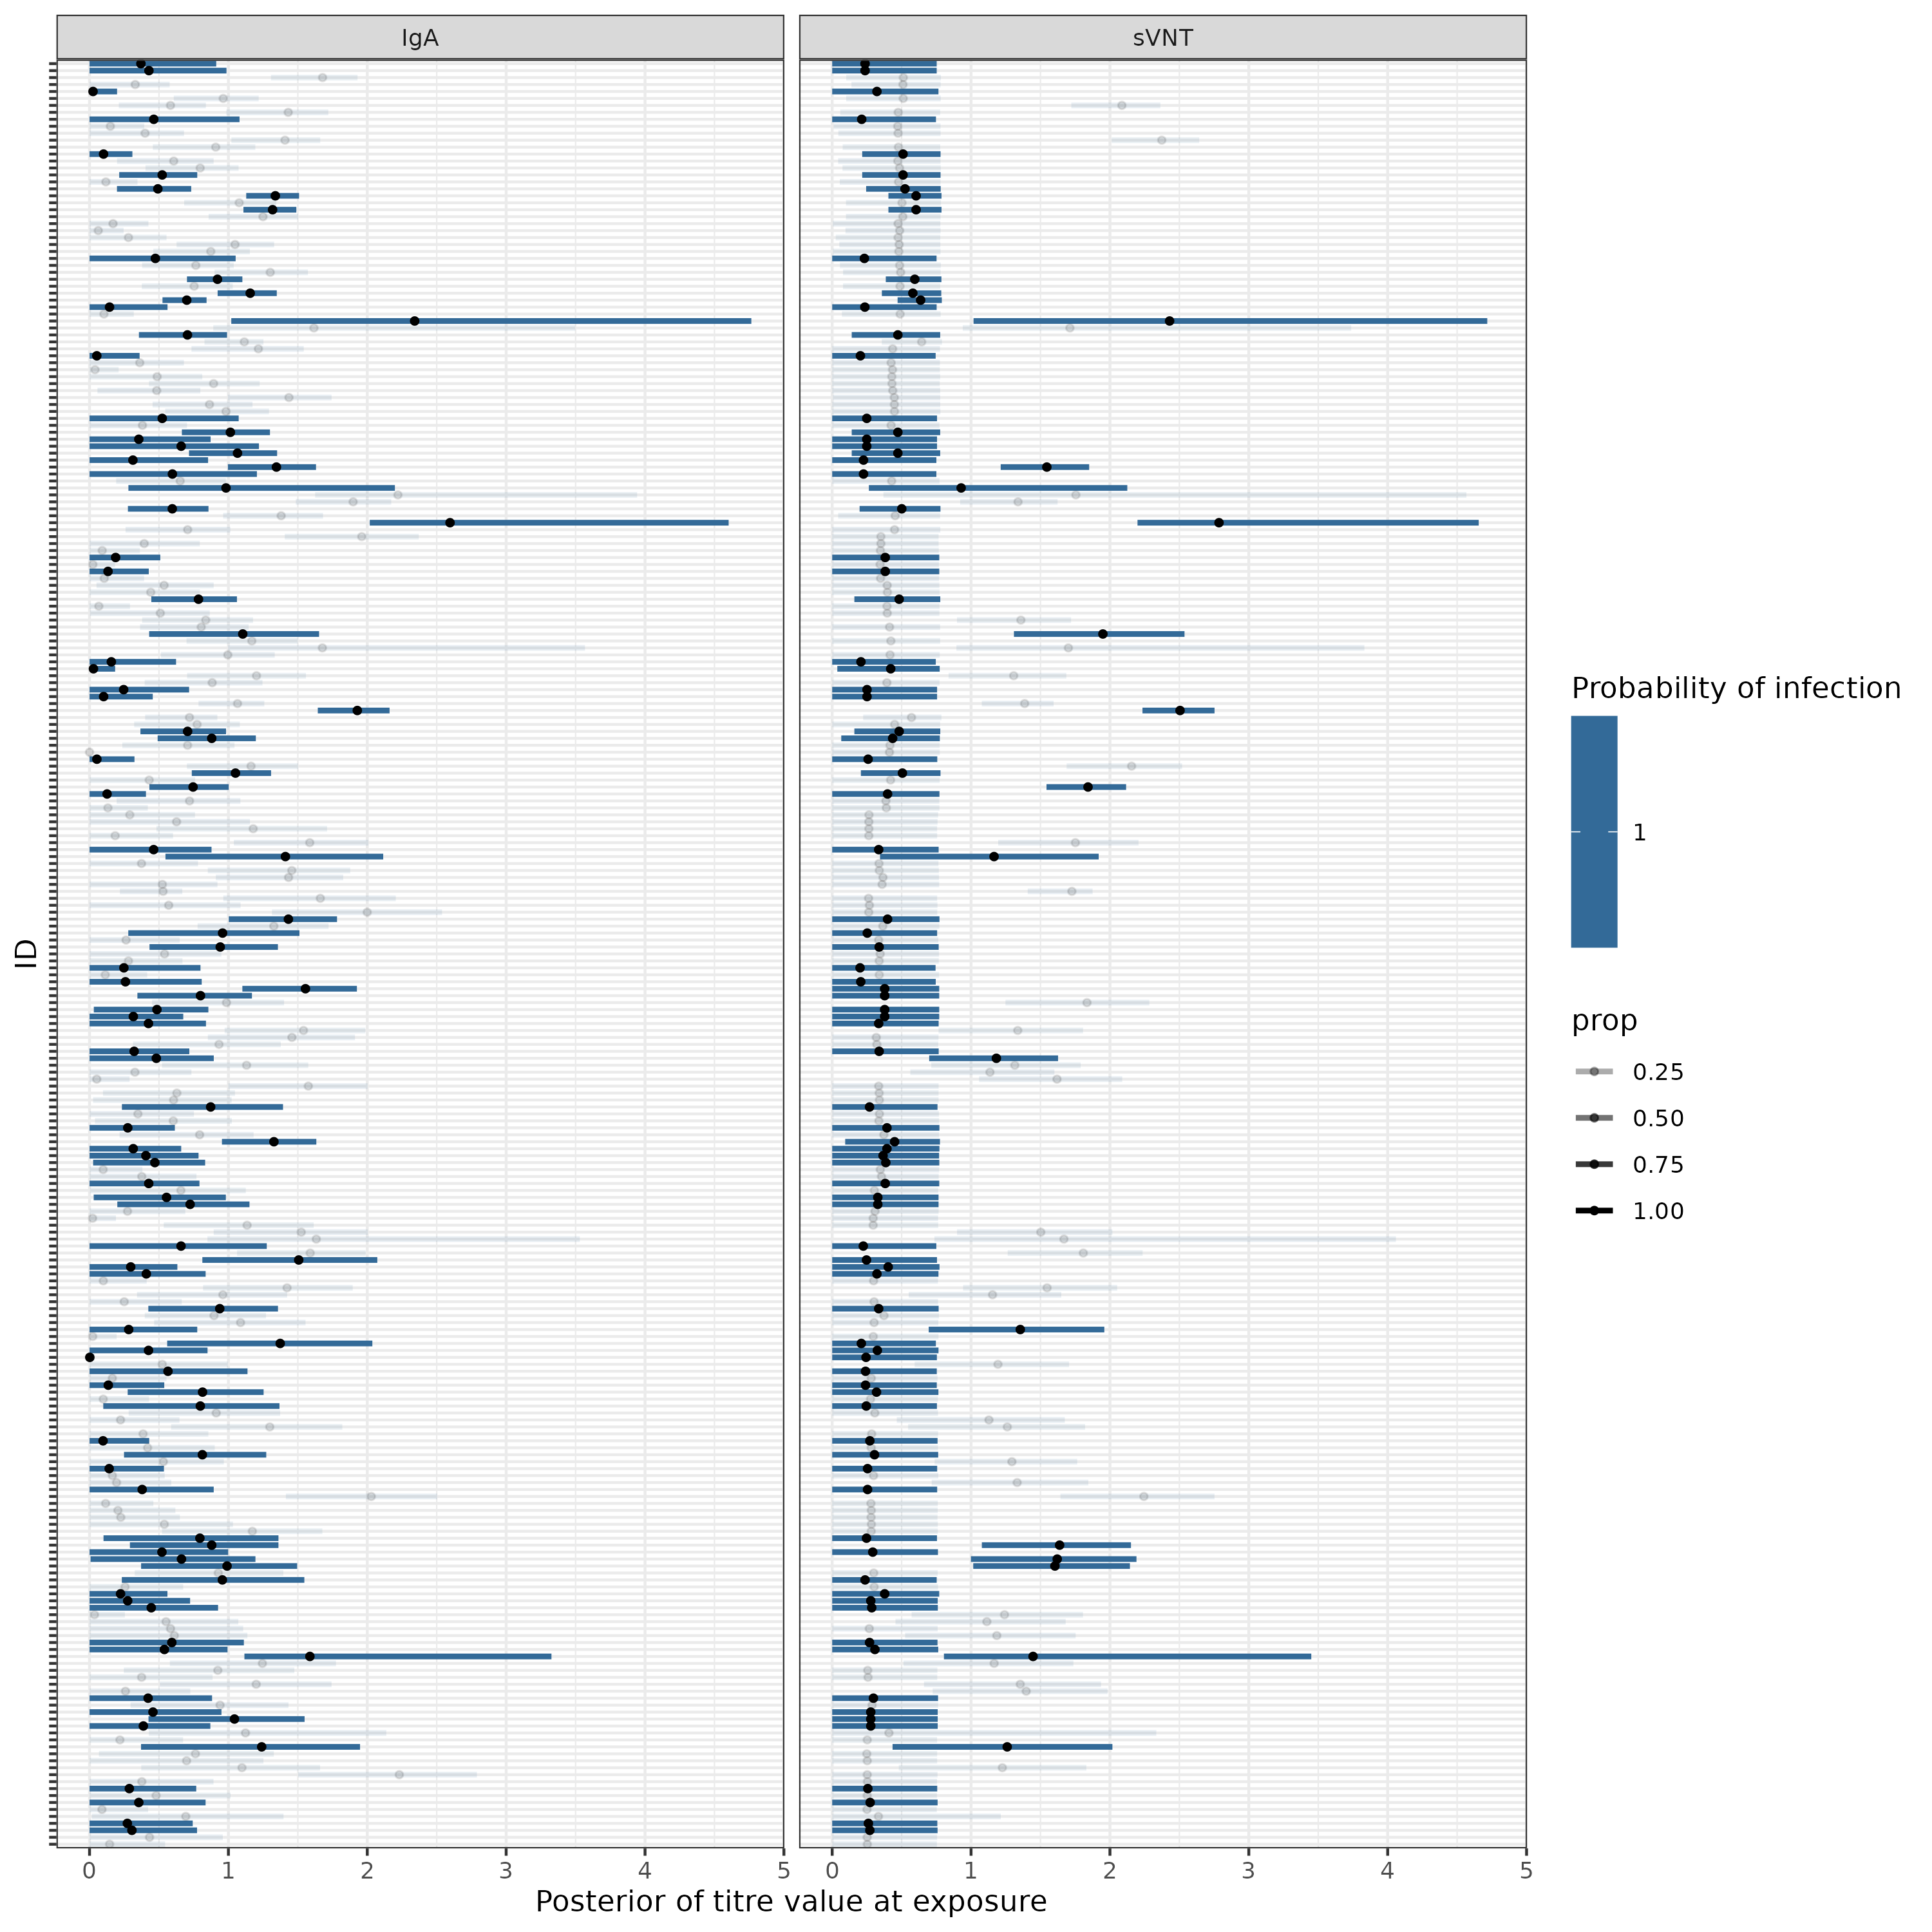 IgA
sVNT
ID
0 1 2 3 4 5
0 1 2 3 4 5
Posterior of titre value at exposure
Probability of infection
1
prop
0.25
0.50
0.75
1.00